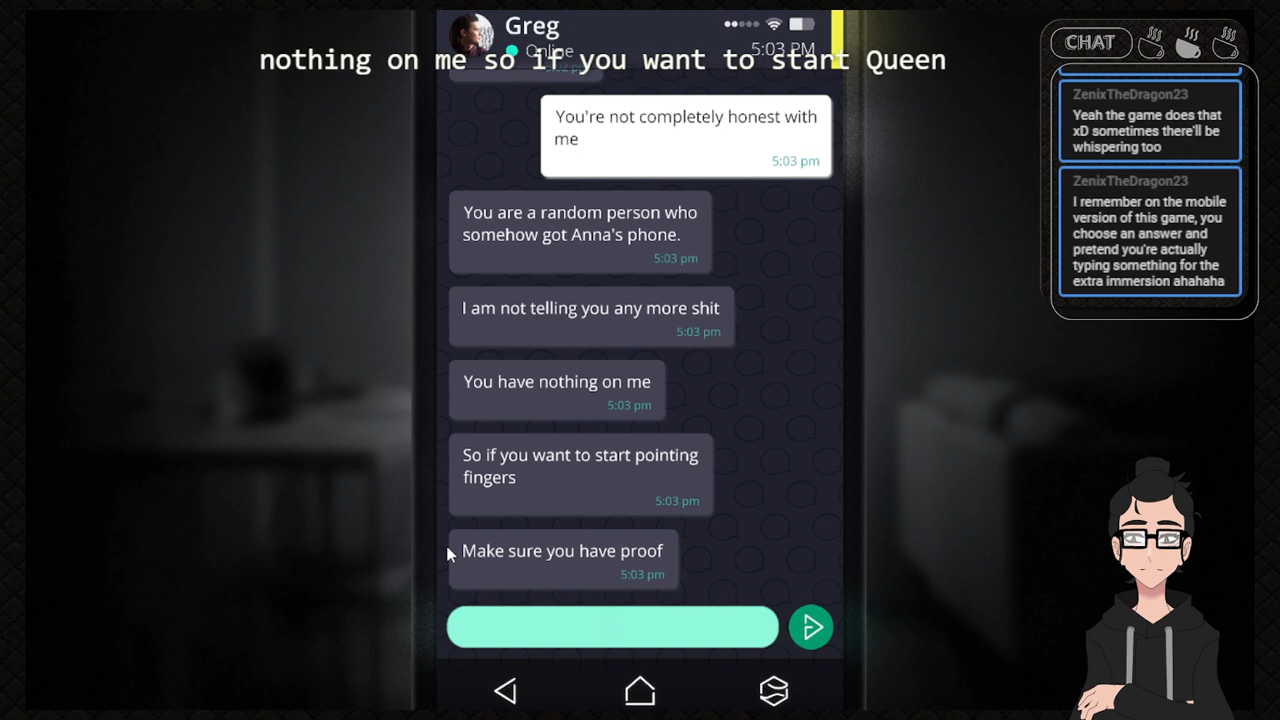 Greg
Online
5:03 PM
nothing on me so if you want to start Queen
5:02 pm
You're not completely honest with
me
5:03 pm
You are a random person who
somehow got Anna's phone.
5:03 pm
I am not telling you any more shit
5:03 pm
You have nothing on me
5:03 pm
So if you want to start pointing
fingers
5:03 pm
Make sure you have proof
5:03 pm
CHAT
ZenixTheDragon23
Yeah the game does that
xD sometimes there'll be
whispering too
ZenixTheDragon23
I remember on the mobile
version of this game, you
choose an answer and
pretend you're actually
typing something for the
extra immersion ahahaha